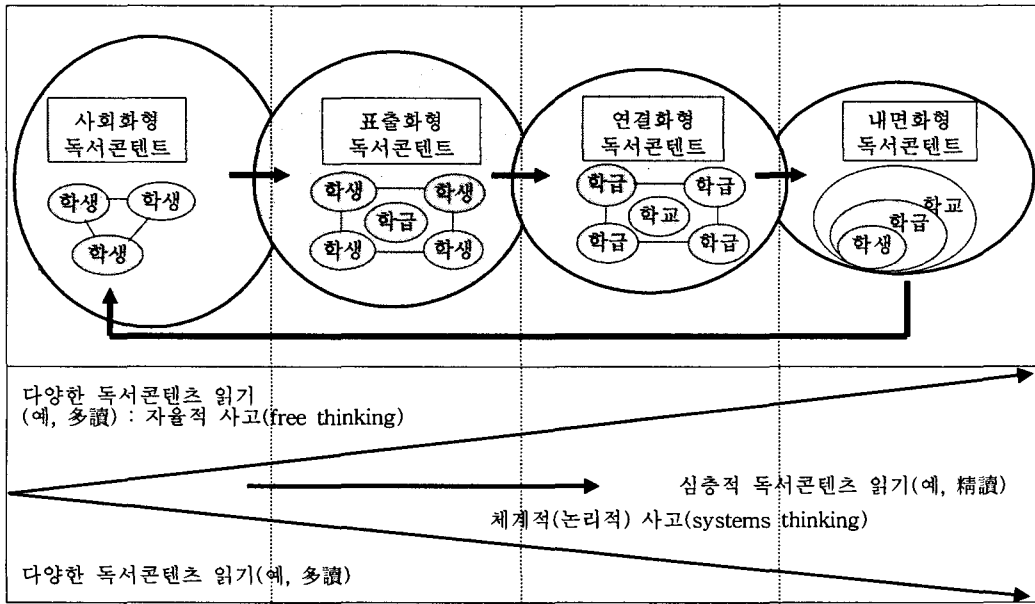 사회화형
독서콘텐트
학생
학생
학생
표출화형
독서콘텐트
학생
학생
학급
학생
학생
연결화형
독서콘텐트
학급
학급
학교
학급
학급
내면화형
독서콘텐트
학교
학급
학생
다양한 독서콘텐츠 읽기
(예, 多讀) : 자율적 사고(free thinking)
심층적 독서콘텐츠 읽기(예, 精讀)
체계적(논리적) 사고(systems thinking)
다양한 독서콘텐츠 읽기(예, 多讀)